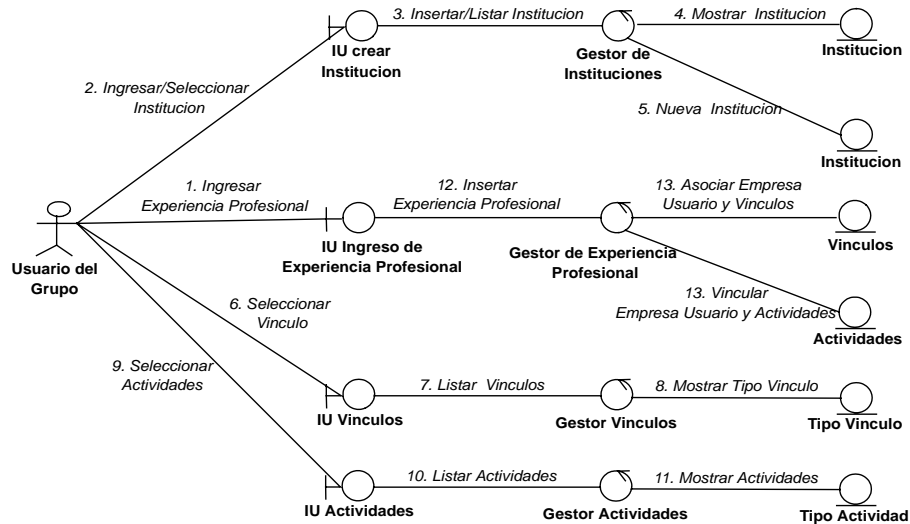 3. Insertar/Listar Institucion
4. Mostrar Institucion
IU crear
Institucion
Gestor de
Instituciones
Institucion
2. Ingresar/Seleccionar
Institucion
5. Nueva Institucion
Institucion
1. Ingresar
Experiencia Profesional
12. Insertar
Experiencia Profesional
13. Asociar Empresa
Usuario y Vinculos
Usuario del
Grupo
IU Ingreso de
Experiencia Profesional
Gestor de Experiencia
Profesional
Vinculos
13. Vincular
Empresa Usuario y Actividades
Actividades
6. Seleccionar
Vinculo
9. Seleccionar
Actividades
7. Listar Vinculos
8. Mostrar Tipo Vinculo
IU Vinculos
Gestor Vinculos
Tipo Vinculo
10. Listar Actividades
11. Mostrar Actividades
IU Actividades
Gestor Actividades
Tipo Actividad